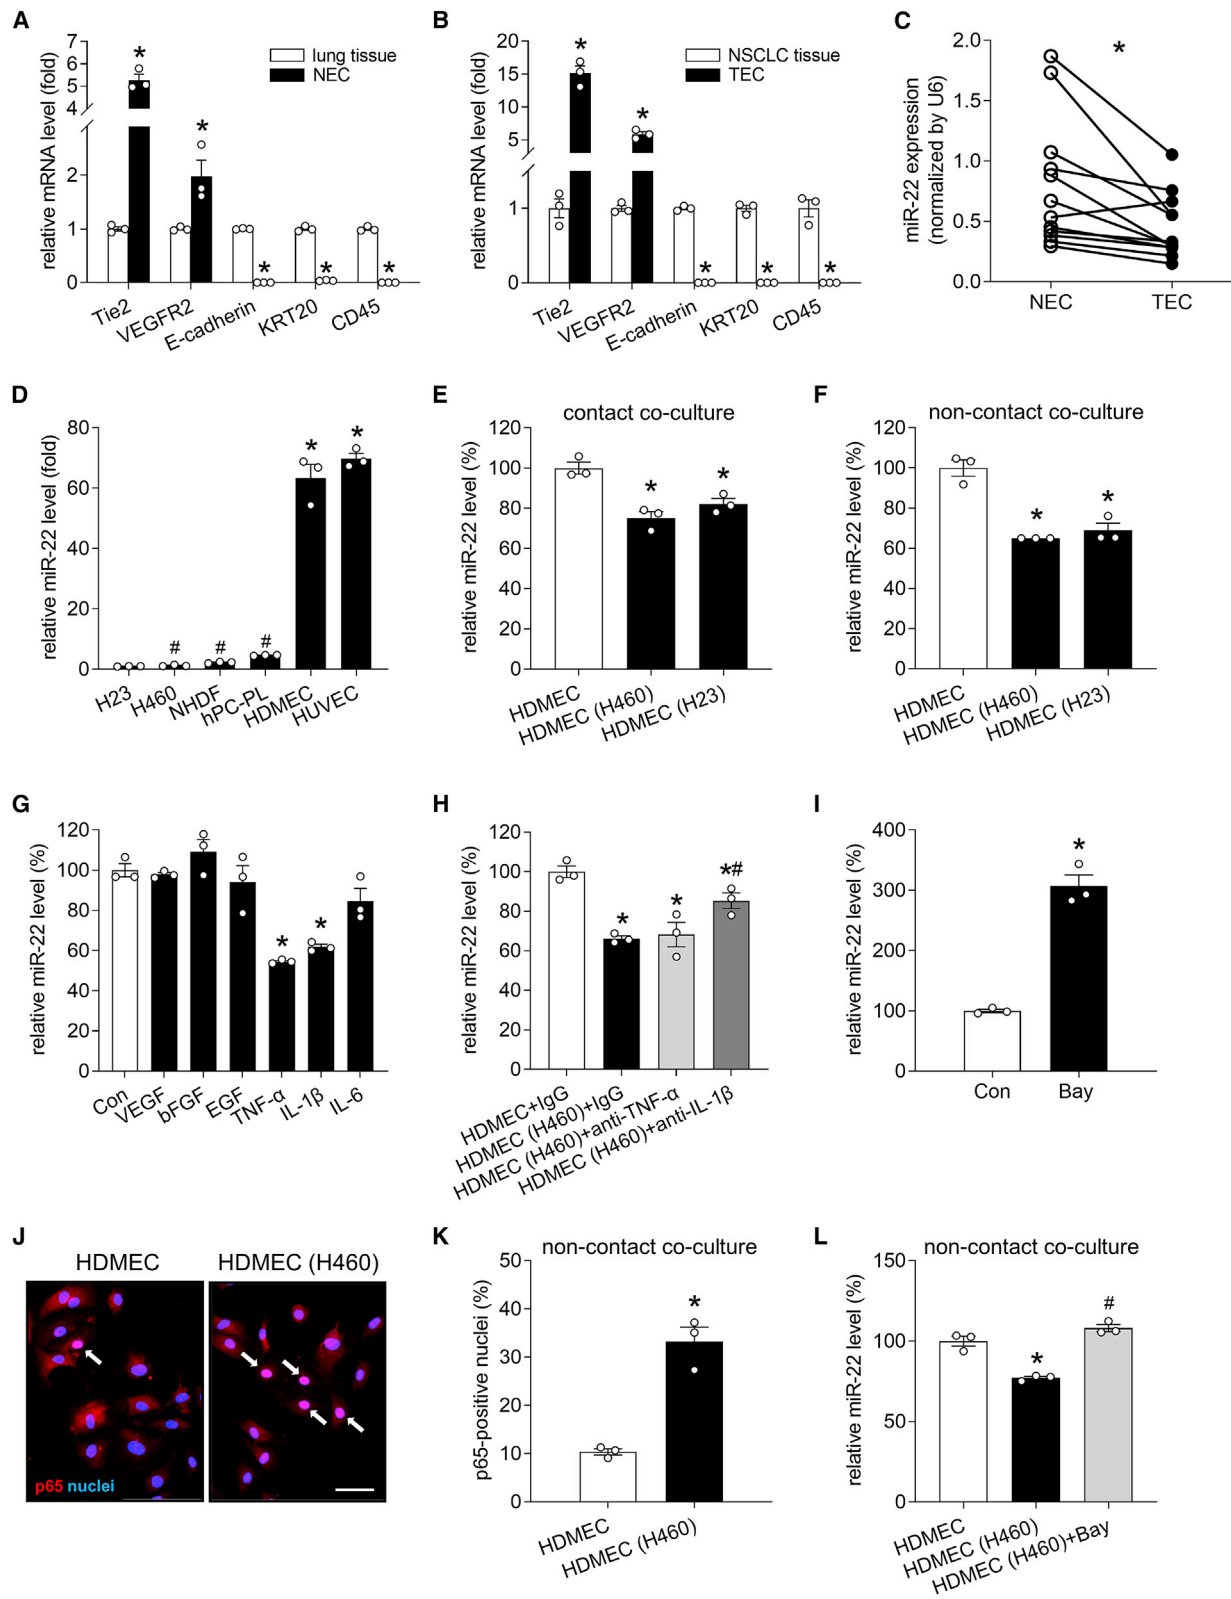 A
relative mRNA level (fold)
7
6
5
4
2
1
0
lung tissue
NEC
*
*
*
*
*
Tie2
VEGFR2
E-cadherin
KRT20
CD45
B
relative mRNA level (fold)
20
15
10
5
1
0
NSCLC tissue
TEC
*
*
*
*
*
Tie2
VEGFR2
E-cadherin
KRT20
CD45
C
miR-22 expression
(normalized by U6)
2.0
1.5
1.0
0.5
0.0
*
NEC
TEC
D
relative miR-22 level (fold)
80
60
40
20
0
#
#
#
*
*
H23
H460
NHDF
hPC-PL
HDMEC
HUVEC
E
contact co-culture
relative miR-22 level (%)
120
100
80
60
40
20
0
*
*
HDMEC
HDMEC (H460)
HDMEC (H23)
F
non-contact co-culture
relative miR-22 level (%)
120
100
80
60
40
20
0
*
*
HDMEC
HDMEC (H460)
HDMEC (H23)
G
relative miR-22 level (%)
120
100
80
60
40
20
0
*
*
Con
VEGF
bFGF
EGF
TNF-α
IL-1β
IL-6
H
relative miR-22 level (%)
120
100
80
60
40
20
0
*
*
*#
HDMEC+IgG
HDMEC (H460)+IgG
HDMEC (H460)+anti-TNF-α
HDMEC (H460)+anti-IL-1β
I
relative miR-22 level (%)
400
300
200
100
0
*
Con
Bay
J
HDMEC
HDMEC (H460)
p65 nuclei
K
non-contact co-culture
p65-positive nuclei (%)
50
40
30
20
10
0
*
HDMEC
HDMEC (H460)
L
non-contact co-culture
relative miR-22 level (%)
150
100
50
0
*
#
HDMEC
HDMEC (H460)
HDMEC (H460)+Bay